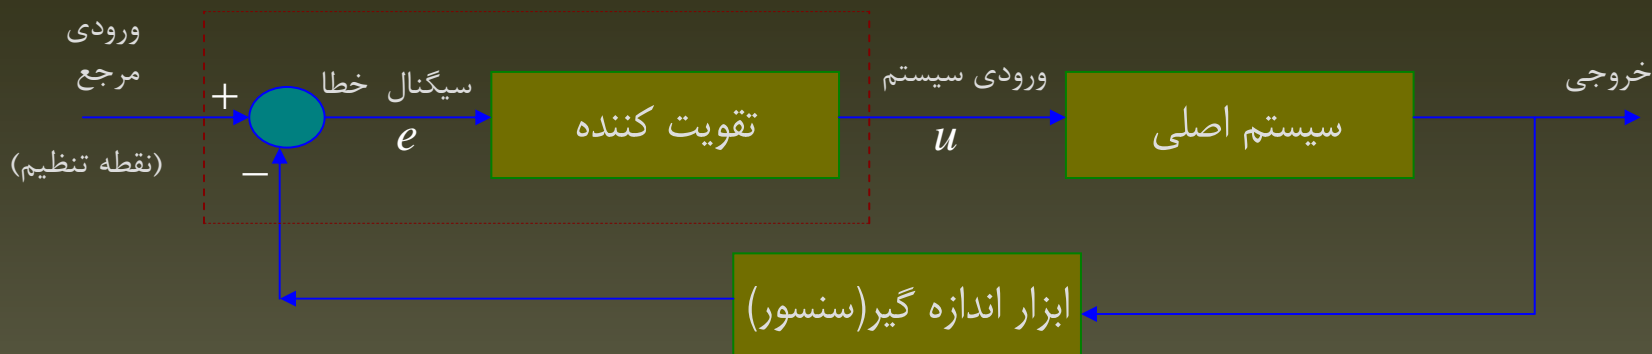 ورودی
مرجع
(نقطه تنظیم)
+
−
سیگنال خطا
e
تقویت کننده
ورودی سیستم
u
سیستم اصلی
خروجی
ابزار اندازه گیر(سنسور)